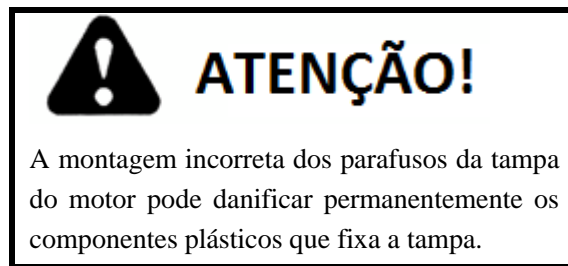 ATENÇÃO!
A montagem incorreta dos parafusos da tampa
do motor pode danificar permanentemente os
componentes plásticos que fixa a tampa.